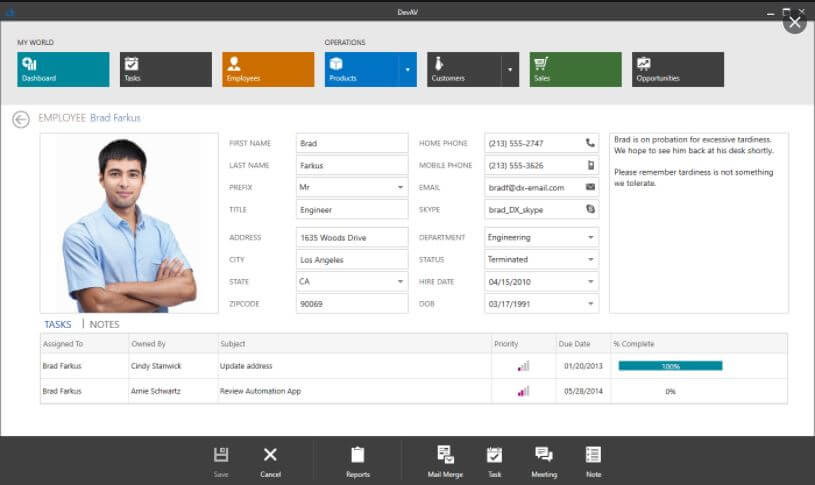 DevAV
MY WORLD
OPERATIONS
Dashboard
Tasks
Employees
Products
Customers
Sales
Opportunities
EMPLOYEE Brad Farkus
FIRST NAME Brad
LAST NAME Farkus
PREFIX Mr
TITLE Engineer
ADDRESS 1635 Woods Drive
CITY Los Angeles
STATE CA
ZIPCODE 90069
HOME PHONE (213) 555-2747
MOBILE PHONE (213) 555-3626
EMAIL bradf@dx-email.com
SKYPE brad_DX_skype
DEPARTMENT Engineering
STATUS Terminated
HIRE DATE 04/15/2010
DOB 03/17/1991
Brad is on probation for excessive tardiness.
We hope to see him back at his desk shortly.
Please remember tardiness is not something
we tolerate.
TASKS | NOTES
Assigned To Owned By Subject Priority Due Date % Complete
Brad Farkus Cindy Stanwick Update address 01/20/2013 100%
Brad Farkus Arnie Schwartz Review Automation App 05/28/2014 0%
Save
Cancel
Reports
Mail Merge
Task
Meeting
Note